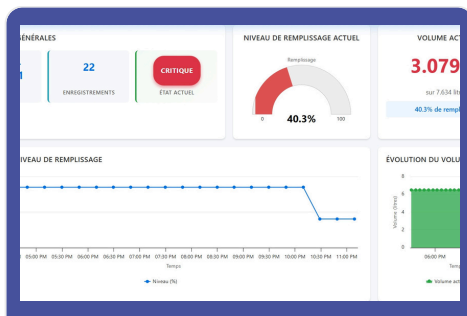 GÉNÉRALES
22
ENREGISTREMENTS
CRITIQUE
ÉTAT ACTUEL
NIVEAU DE REMPLISSAGE ACTUEL
Remplissage
0
40.3%
100
VOLUME ACT
3.079
sur 7.634 litr
40.3% de rempl
NIVEAU DE REMPLISSAGE
05:00 PM 05:30 PM 06:00 PM 06:30 PM 07:00 PM 07:30 PM 08:00 PM 08:30 PM 09:00 PM 09:30 PM 10:00 PM 10:30 PM 11:00 PM
Temps
Niveau (%)
ÉVOLUTION DU VOLU
Volume (litres)
8
6
4
2
0
06:00 PM
Temp
Volume act